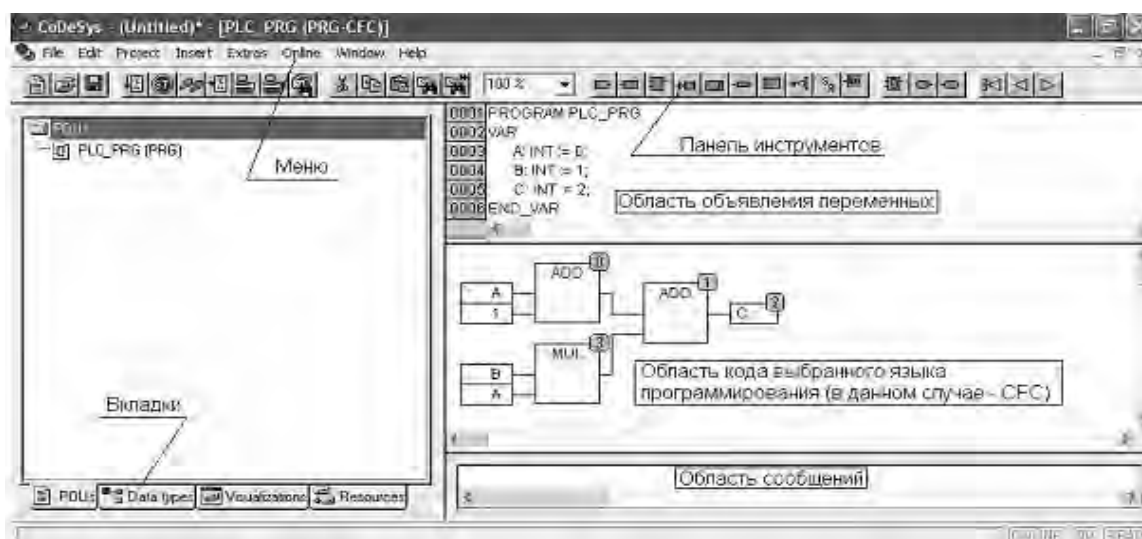 CoDeSys - (Untitled)* - [PLC_PRG (PRG-CFC)]
File Edit Project Insert Extras Online Window Help
100 %
POUs
PLC_PRG (PRG)
Меню
0001 PROGRAM PLC_PRG
0002 VAR
0003 A: INT := 0;
0004 B: INT := 1;
0005 C: INT := 2;
0006 END_VAR
Панель инструментов
Область объявления переменных
ADD 0
A
1
ADD 1
C 2
MUL 3
B
A
Область кода выбранного языка
программирования (в данном случае - CFC)
Вкладки
POUs Data types Visualizations Resources
Область сообщений
ONLINE OV READ